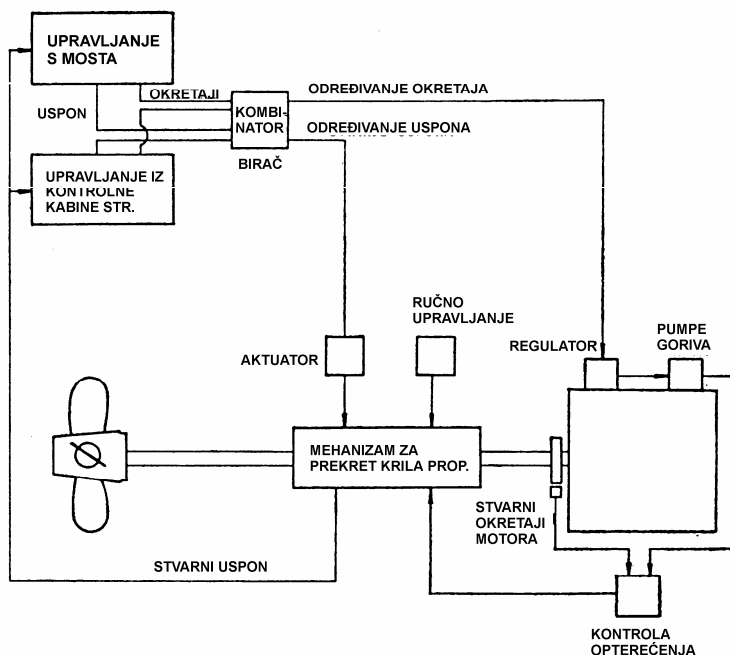 UPRAVLJANJE
S MOSTA
OKRETAJI
USPON
KOMBI-
NATOR
BIRAČ
ODREĐIVANJE OKRETAJA
ODREĐIVANJE USPONA
UPRAVLJANJE IZ
KONTROLNE
KABINE STR.
RUČNO
UPRAVLJANJE
AKTUATOR
REGULATOR
PUMPE
GORIVA
MEHANIZAM ZA
PREKRET KRILA PROP.
STVARNI
OKRETAJI
MOTORA
STVARNI USPON
KONTROLA
OPTEREĆENJA